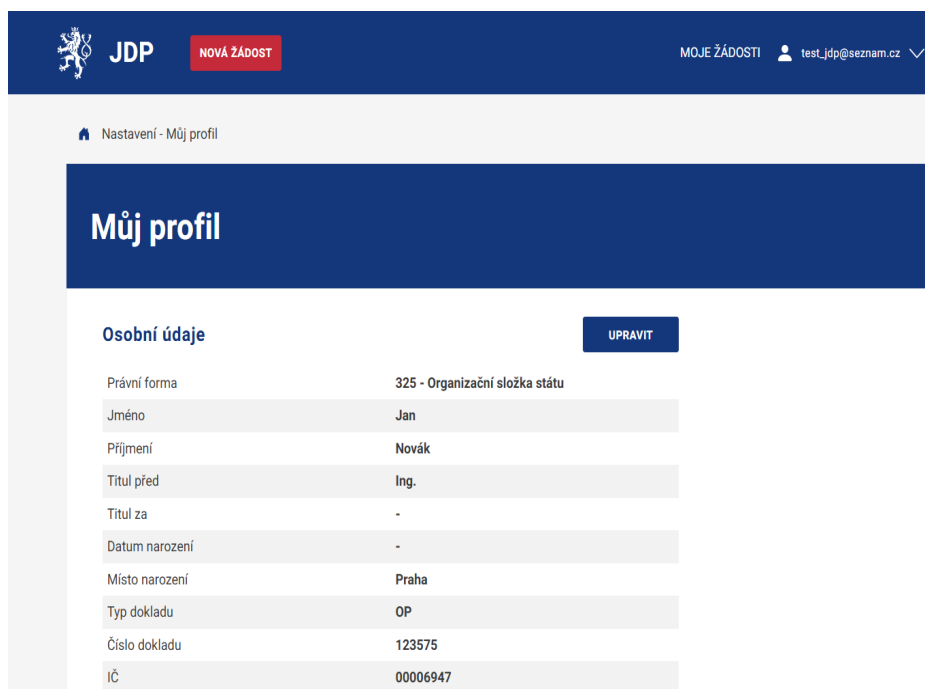 JDP NOVÁ ŽÁDOST MOJE ŽÁDOSTI test_jdp@seznam.cz
Nastavení - Můj profil
Můj profil
Osobní údaje UPRAVIT
Právní forma 325 - Organizační složka státu
Jméno Jan
Příjmení Novák
Titul před Ing.
Titul za -
Datum narození -
Místo narození Praha
Typ dokladu OP
Číslo dokladu 123575
IČ 00006947